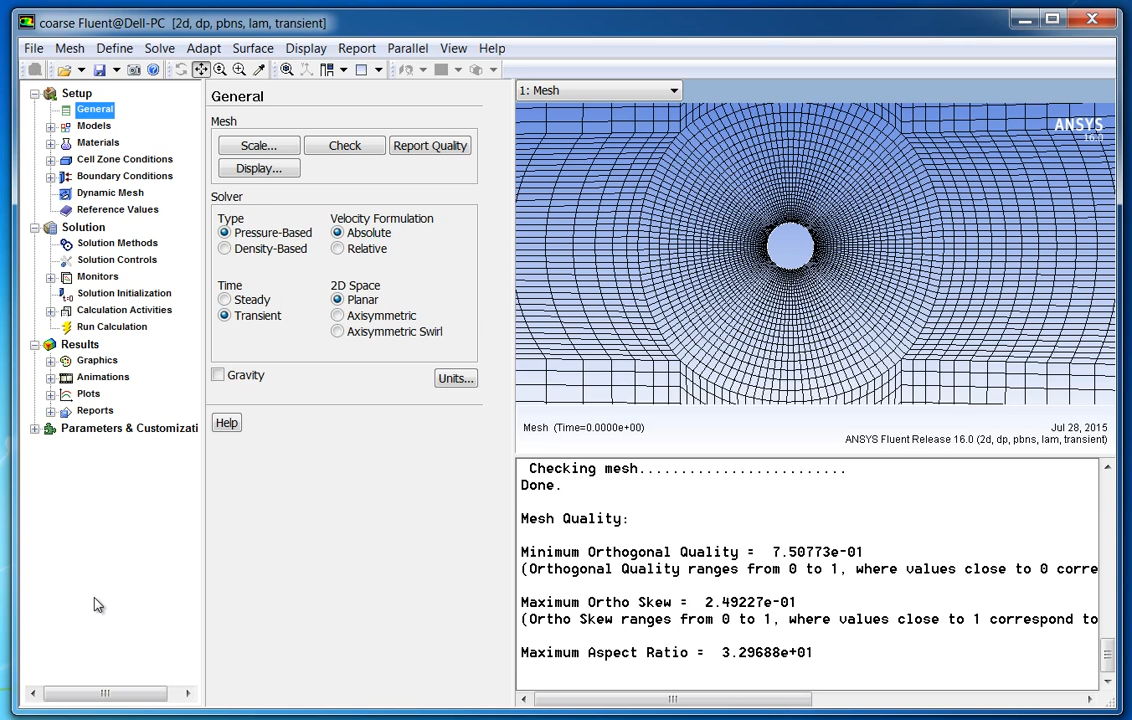 coarse Fluent@Dell-PC [2d, dp, pbns, lam, transient]
File Mesh Define Solve Adapt Surface Display Report Parallel View Help
Setup
General
Models
Materials
Cell Zone Conditions
Boundary Conditions
Dynamic Mesh
Reference Values
Solution
Solution Methods
Solution Controls
Monitors
Solution Initialization
Calculation Activities
Run Calculation
Results
Graphics
Animations
Plots
Reports
Parameters & Customizati
General
Mesh
Scale... Check Report Quality
Display...
Solver
Type
Pressure-Based
Density-Based
Velocity Formulation
Absolute
Relative
Time
Steady
Transient
2D Space
Planar
Axisymmetric
Axisymmetric Swirl
Gravity
Units...
Help
1: Mesh
ANSYS
16.0
Mesh (Time=0.0000e+00)
Jul 28, 2015
ANSYS Fluent Release 16.0 (2d, dp, pbns, lam, transient)
Checking mesh.........................
Done.
Mesh Quality:
Minimum Orthogonal Quality = 7.50773e-01
(Orthogonal Quality ranges from 0 to 1, where values close to 0 corre
Maximum Ortho Skew = 2.49227e-01
(Ortho Skew ranges from 0 to 1, where values close to 1 correspond to
Maximum Aspect Ratio = 3.29688e+01